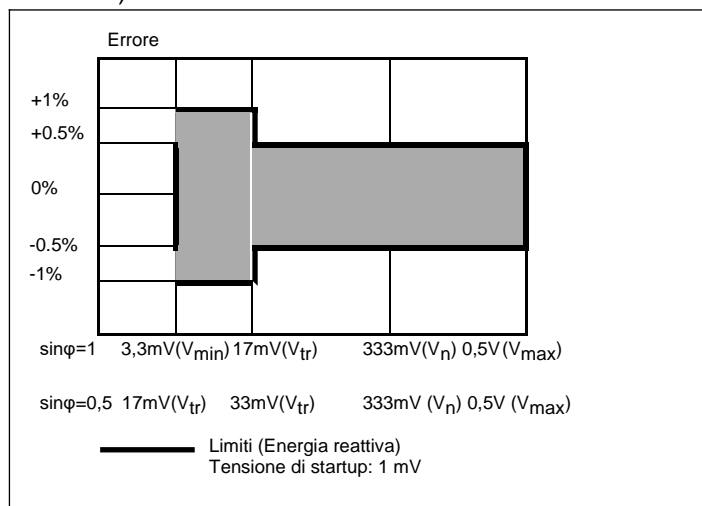 Errore
+1%
+0.5%
0%
-0.5%
-1%
sinφ=1 3,3mV(Vmin) 17mV(Vtr) 333mV(Vn) 0,5V(Vmax)
sinφ=0,5 17mV(Vtr) 33mV(Vtr) 333mV (Vn) 0,5V (Vmax)
Limiti (Energia reattiva)
Tensione di startup: 1 mV